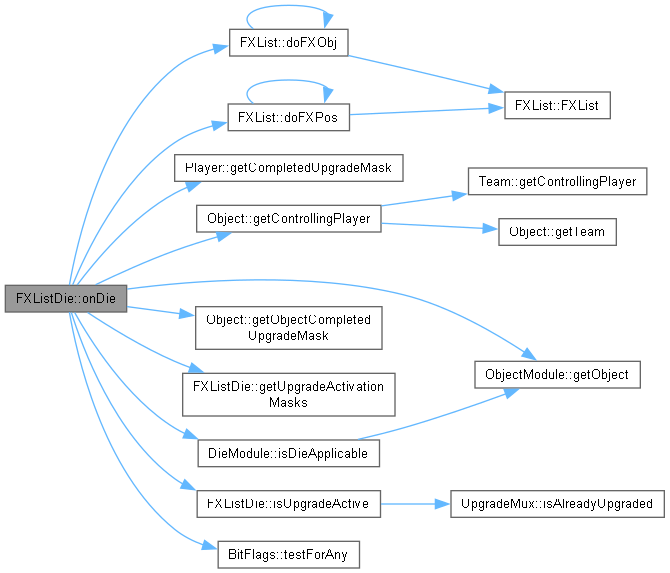 FXList::doFXObj
FXList::FXList
FXList::doFXPos
Player::getCompletedUpgradeMask
Team::getControllingPlayer
Object::getControllingPlayer
Object::getTeam
FXListDie::onDie
Object::getObjectCompleted
UpgradeMask
ObjectModule::getObject
FXListDie::getUpgradeActivation
Masks
DieModule::isDieApplicable
FXListDie::isUpgradeActive
UpgradeMux::isAlreadyUpgraded
BitFlags::testForAny